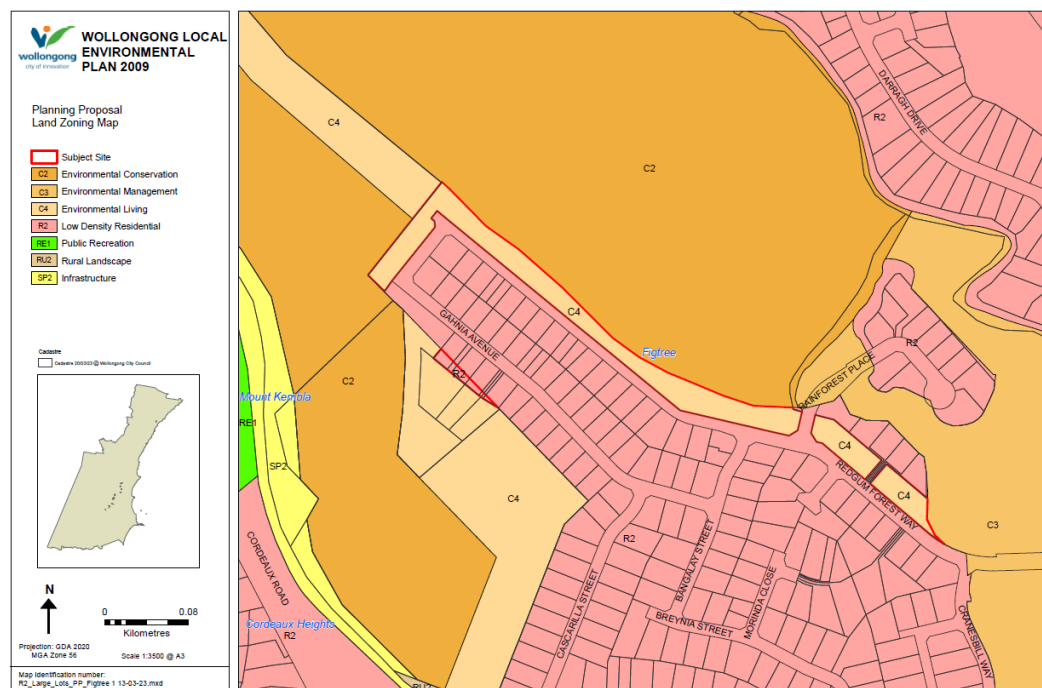 wollongong
city of innovation
WOLLONGONG LOCAL
ENVIRONMENTAL
PLAN 2009
Planning Proposal
Land Zoning Map
Subject Site
C2 Environmental Conservation
C3 Environmental Management
C4 Environmental Living
R2 Low Density Residential
RE1 Public Recreation
RU2 Rural Landscape
SP2 Infrastructure
Cadastre
N
0 0.08
Kilometres
Projection: GDA 2020
MGA Zone 56
Scale 1:3500 @ A3
Map Identification number:
R2_Large_Lots_PP_Figtree 1 13-03-23.mxd
C4
C2
DARRAGH DRIVE
R2
C4
GAHNIA AVENUE
Figtree
R2
RAINFOREST PLACE
C2
R2
Mount Kembla
RE1
SP2
C4
C4
REDGUM FOREST WAY
C4
C3
R2
CORDEAUX ROAD
BANGALAY STREET
CASCARILLA STREET
MORINDA CLOSE
BREYNIA STREET
CRANESBILL WAY
Cordeaux Heights
R2
RU2